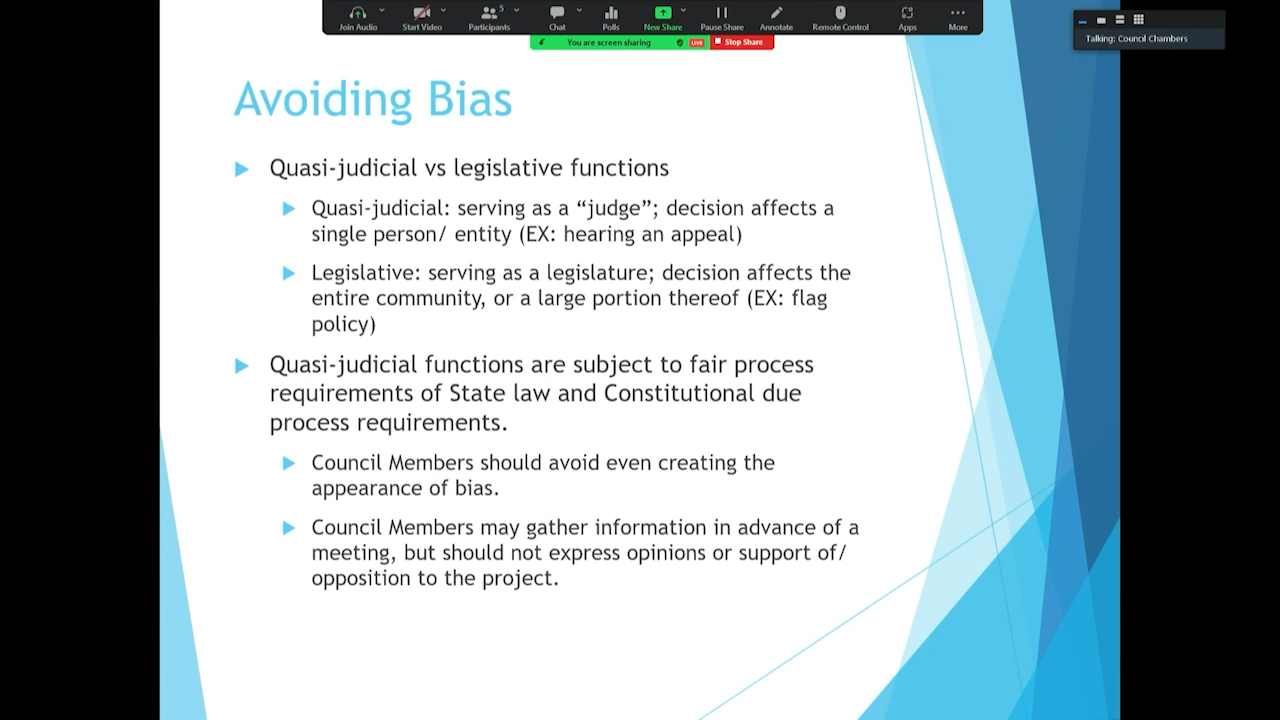 Join Audio
Start Video
5
Participants
Chat
Polls
New Share
Pause Share
Annotate
Remote Control
Apps
More
You are screen sharing
LIVE
Stop Share
Talking: Council Chambers
Avoiding Bias
Quasi-judicial vs legislative functions
Quasi-judicial: serving as a “judge”; decision affects a
single person/ entity (EX: hearing an appeal)
Legislative: serving as a legislature; decision affects the
entire community, or a large portion thereof (EX: flag
policy)
Quasi-judicial functions are subject to fair process
requirements of State law and Constitutional due
process requirements.
Council Members should avoid even creating the
appearance of bias.
Council Members may gather information in advance of a
meeting, but should not express opinions or support of/
opposition to the project.